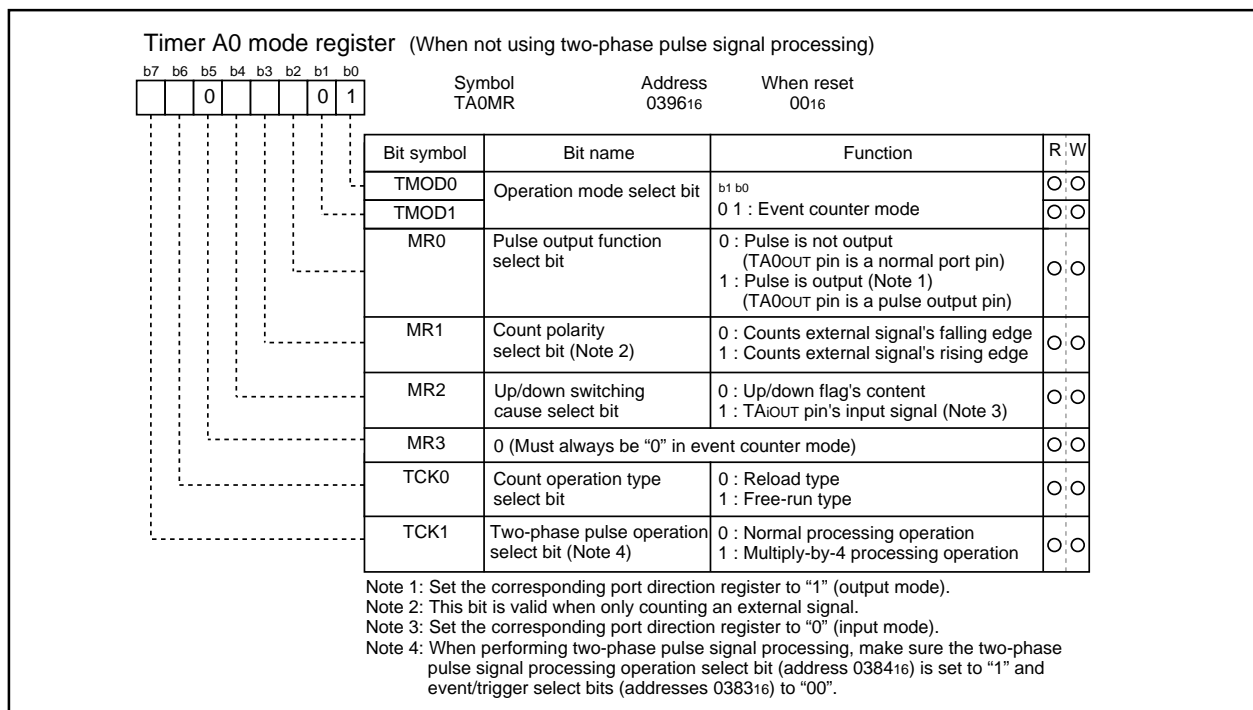 Timer A0 mode register (When not using two-phase pulse signal processing)
b7 b6 b5 b4 b3 b2 b1 b0
0 0 1
Symbol Address When reset
TA0MR 039616 0016
Bit symbol Bit name Function R W
TMOD0 Operation mode select bit b1 b0
TMOD1 0 1 : Event counter mode
MR0 Pulse output function select bit
0 : Pulse is not output
(TA0OUT pin is a normal port pin)
1 : Pulse is output (Note 1)
(TA0OUT pin is a pulse output pin)
MR1 Count polarity select bit (Note 2)
0 : Counts external signal's falling edge
1 : Counts external signal's rising edge
MR2 Up/down switching cause select bit
0 : Up/down flag's content
1 : TAiOUT pin's input signal (Note 3)
MR3 0 (Must always be “0” in event counter mode)
TCK0 Count operation type select bit
0 : Reload type
1 : Free-run type
TCK1 Two-phase pulse operation select bit (Note 4)
0 : Normal processing operation
1 : Multiply-by-4 processing operation
Note 1: Set the corresponding port direction register to “1” (output mode).
Note 2: This bit is valid when only counting an external signal.
Note 3: Set the corresponding port direction register to “0” (input mode).
Note 4: When performing two-phase pulse signal processing, make sure the two-phase
pulse signal processing operation select bit (address 038416) is set to “1” and
event/trigger select bits (addresses 038316) to “00”.